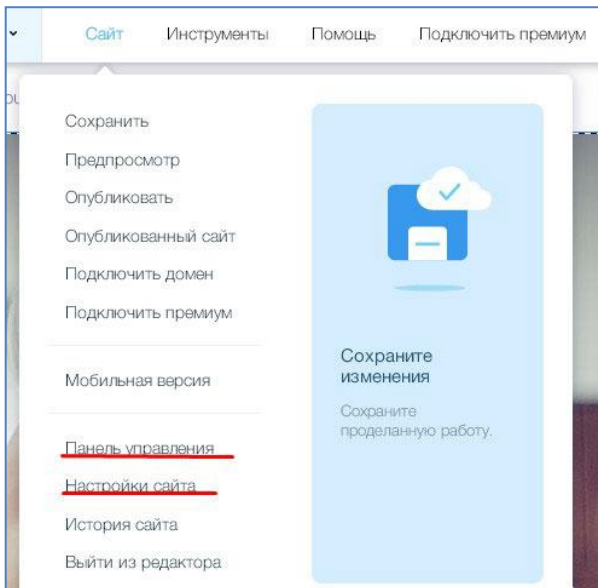 Сайт Инструменты Помощь Подключить премиум
Сохранить
Предпросмотр
Опубликовать
Опубликованный сайт
Подключить домен
Подключить премиум
Мобильная версия
Панель управления
Настройки сайта
История сайта
Выйти из редактора
Сохраните
изменения
Сохраните
проделанную работу.